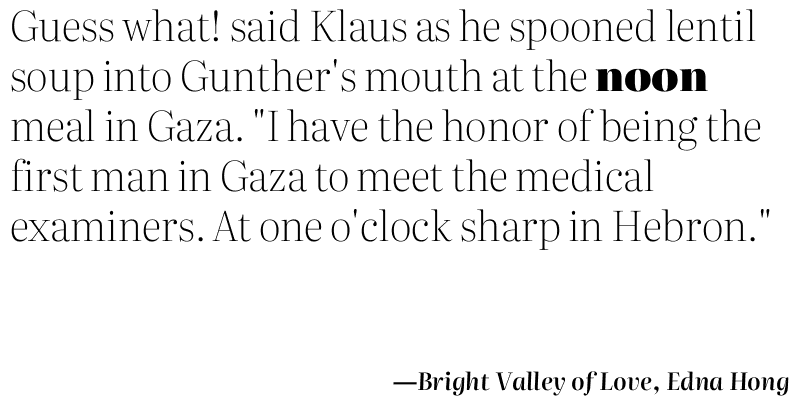 Guess what! said Klaus as he spooned lentil
soup into Gunther's mouth at the noon
meal in Gaza. "I have the honor of being the
first man in Gaza to meet the medical
examiners. At one o'clock sharp in Hebron."
—Bright Valley of Love, Edna Hong